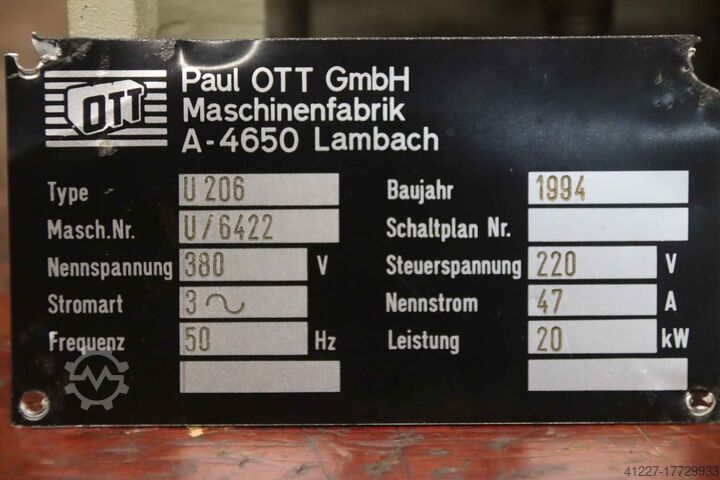 OTT
Paul OTT GmbH
Maschinenfabrik
A-4650 Lambach
Type U 206
Masch.Nr. U/6422
Nennspannung 380 V
Stromart 3~
Frequenz 50 Hz
Baujahr 1994
Schaltplan Nr.
Steuerspannung 220 V
Nennstrom 47 A
Leistung 20 kW
41227-17729933